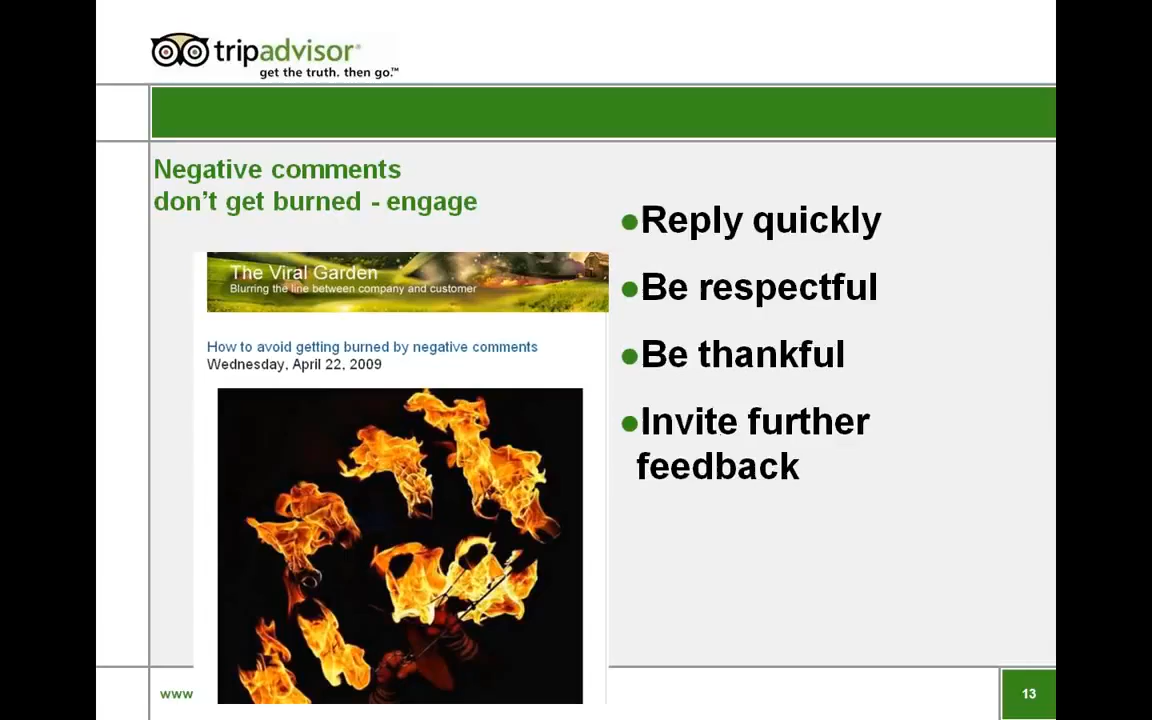 tripadvisor®
get the truth. then go.™
Negative comments
don't get burned - engage
The Viral Garden
Blurring the line between company and customer
How to avoid getting burned by negative comments
Wednesday, April 22, 2009
●Reply quickly
●Be respectful
●Be thankful
●Invite further
feedback
www
13